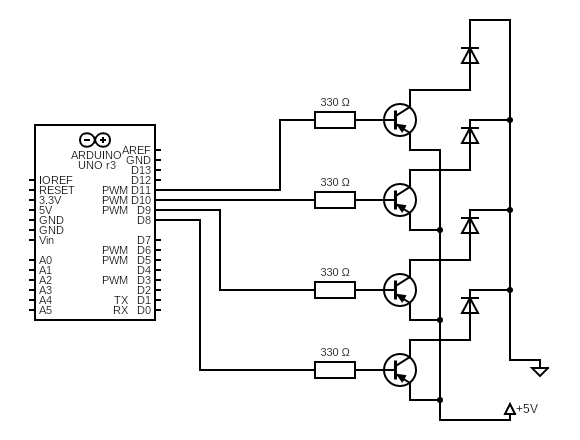 330 Ω
ARDUINO
UNO r3
AREF
GND
D13
D12
IOREF
RESET PWM D11
3.3V PWM D10
5V PWM D9
GND D8
GND
Vin D7
PWM D6
A0 PWM D5
A1 D4
A2 PWM D3
A3 D2
A4 TX D1
A5 RX D0
330 Ω
330 Ω
330 Ω
+5V